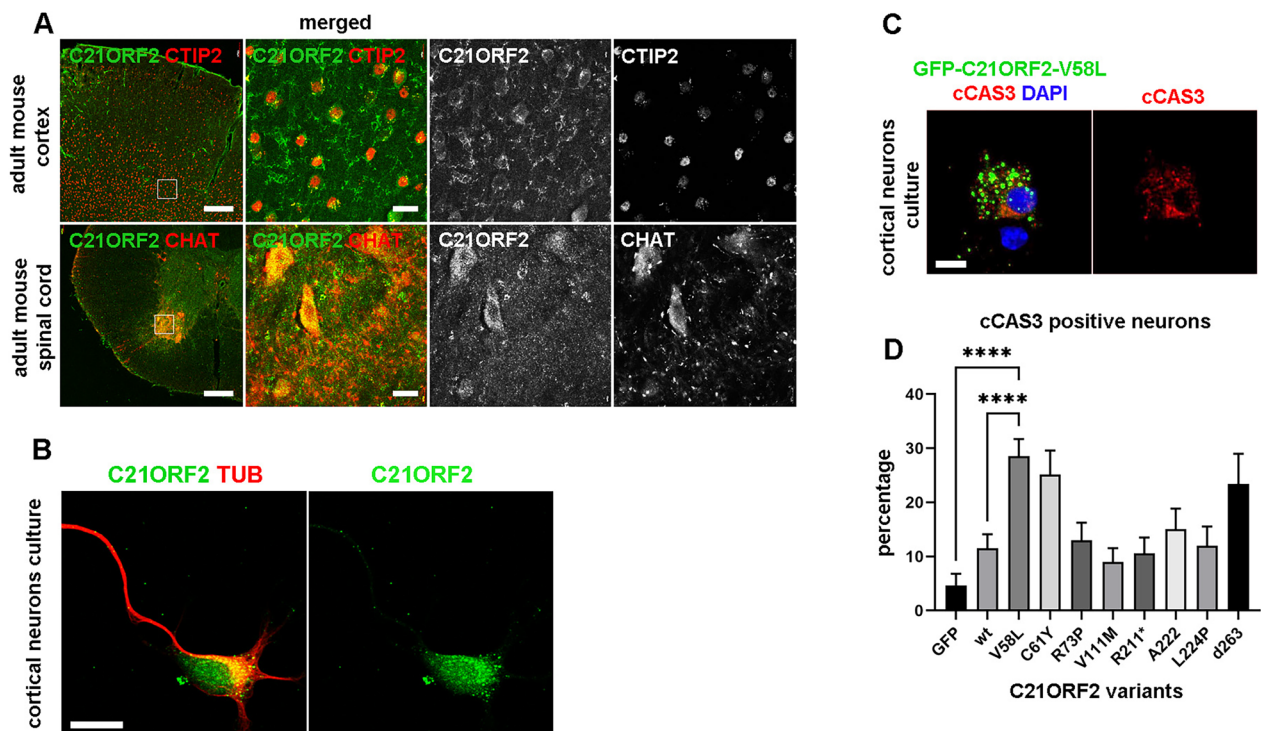 A
merged
C21ORF2 CTIP2
C21ORF2 CTIP2
C21ORF2
CTIP2
adult mouse
cortex
C21ORF2 CHAT
C21ORF2 CHAT
C21ORF2
CHAT
adult mouse
spinal cord
B
C21ORF2 TUB
C21ORF2
cortical neurons culture
C
GFP-C21ORF2-V58L
cCAS3 DAPI
cCAS3
cortical neurons
culture
D
cCAS3 positive neurons
****
****
percentage
40
30
20
10
0
GFP
wt
V58L
C61Y
R73P
V111M
R211*
A222
L224P
d263
C21ORF2 variants